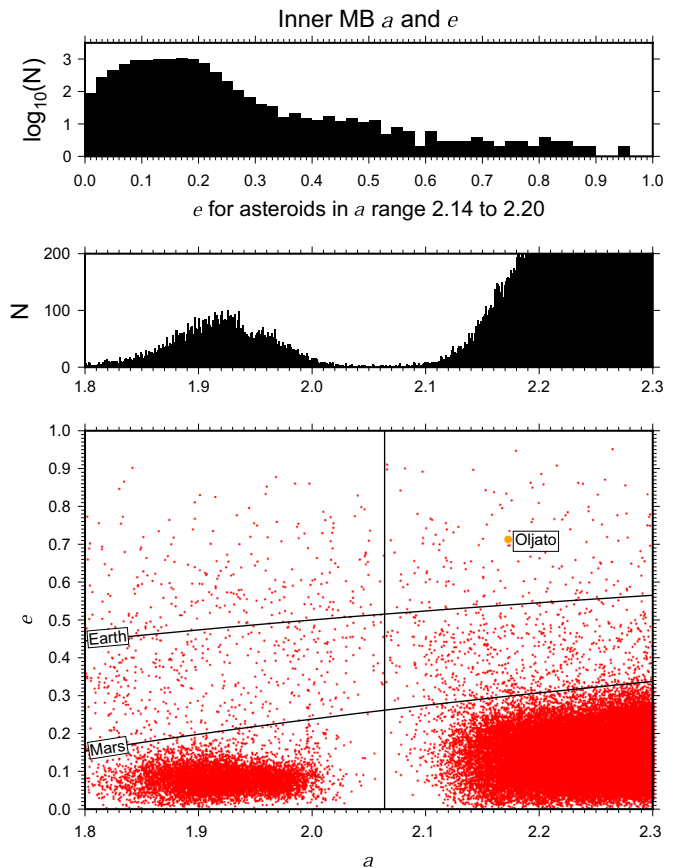 Inner MB a and e
log10(N)
3
2
1
0
0.0 0.1 0.2 0.3 0.4 0.5 0.6 0.7 0.8 0.9 1.0
e for asteroids in a range 2.14 to 2.20
N
200
100
0
1.8 1.9 2.0 2.1 2.2 2.3
e
1.0
0.9
0.8
0.7
0.6
0.5
0.4
0.3
0.2
0.1
0.0
Oljato
Earth
Mars
1.8 1.9 2.0 2.1 2.2 2.3
a